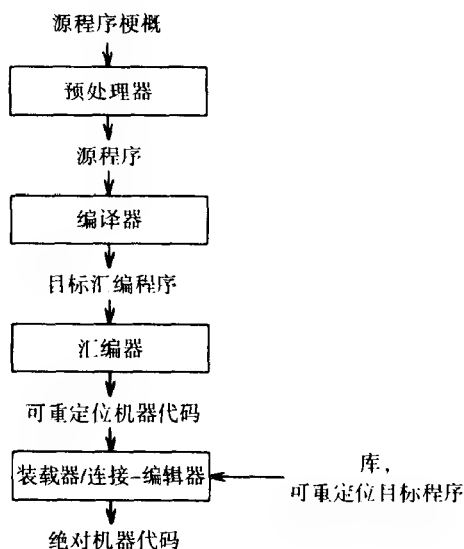 源程序梗概
预处理器
源程序
编译器
目标汇编程序
汇编器
可重定位机器代码
装载器/连接-编辑器
库,
可重定位目标程序
绝对机器代码